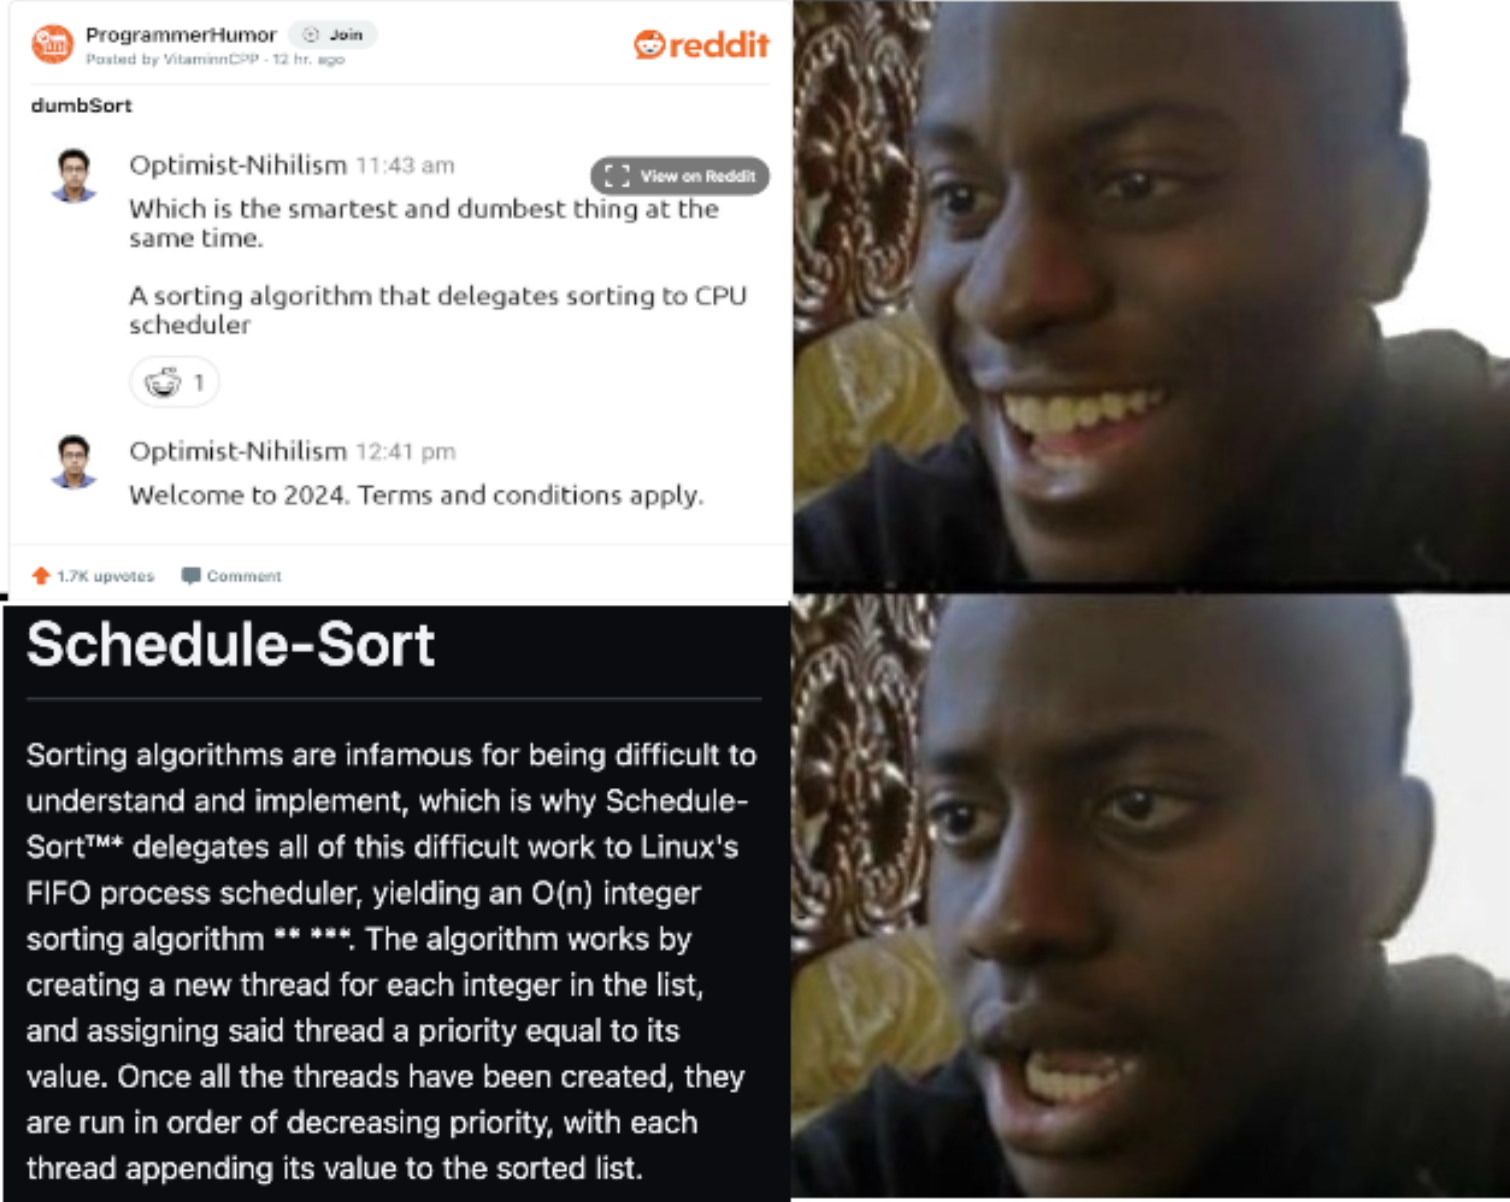 ProgrammerHumor Join
Posted by VitaminnCPP · 12 hr. ago
reddit
dumbSort
Optimist-Nihilism 11:43 am
View on Reddit
Which is the smartest and dumbest thing at the
same time.
A sorting algorithm that delegates sorting to CPU
scheduler
1
Optimist-Nihilism 12:41 pm
Welcome to 2024. Terms and conditions apply.
1.7K upvotes Comment
Schedule-Sort
Sorting algorithms are infamous for being difficult to
understand and implement, which is why Schedule-
Sort™* delegates all of this difficult work to Linux's
FIFO process scheduler, yielding an O(n) integer
sorting algorithm ** ***. The algorithm works by
creating a new thread for each integer in the list,
and assigning said thread a priority equal to its
value. Once all the threads have been created, they
are run in order of decreasing priority, with each
thread appending its value to the sorted list.